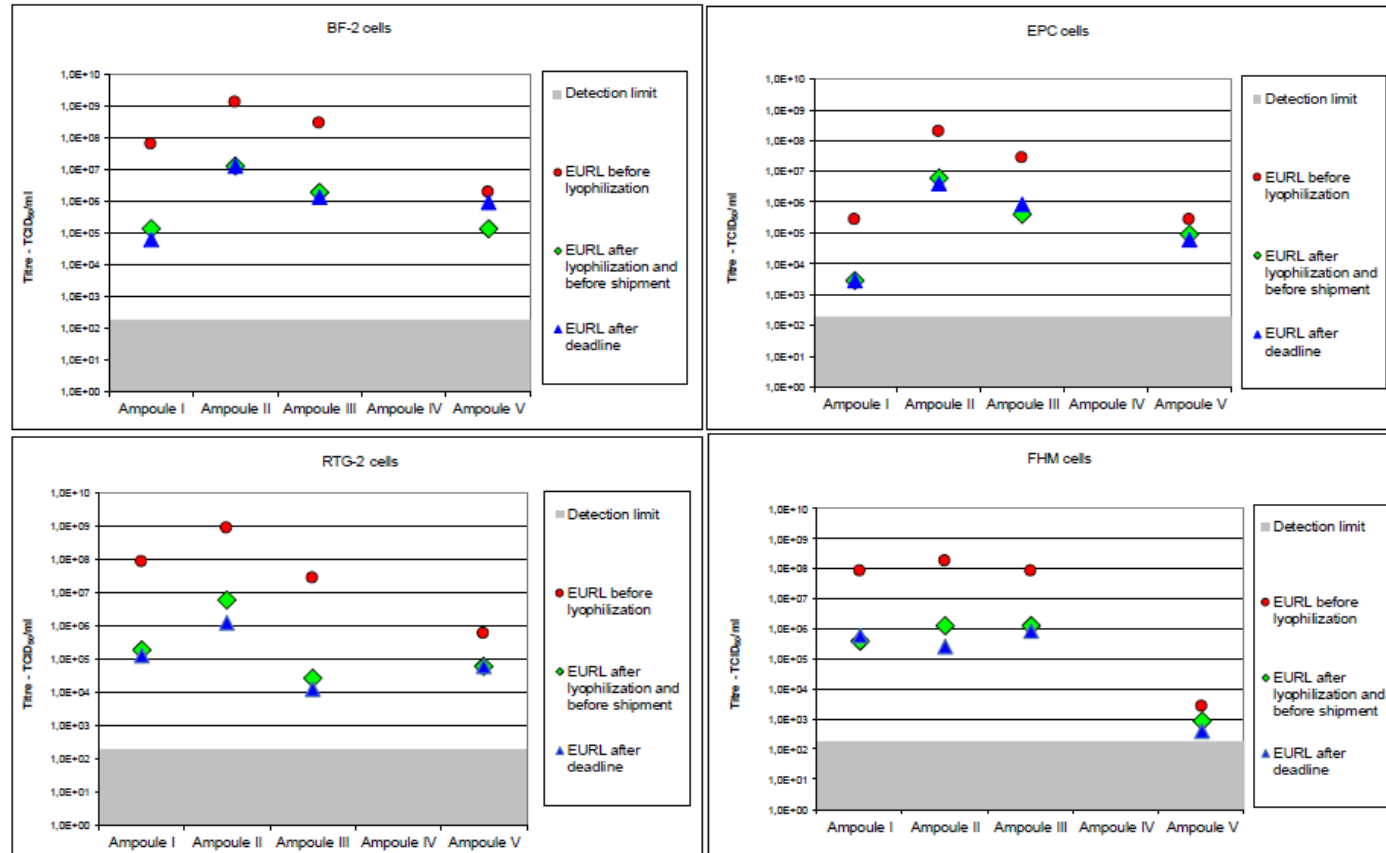 BF-2 cells
Titre - TCID50/ml
1,0E+10
1,0E+09
1,0E+08
1,0E+07
1,0E+06
1,0E+05
1,0E+04
1,0E+03
1,0E+02
1,0E+01
1,0E+00
Ampoule I Ampoule II Ampoule III Ampoule IV Ampoule V
Detection limit
EURL before
lyophilization
EURL after
lyophilization and
before shipment
EURL after
deadline
EPC cells
Titre - TCID50/ml
1,0E+10
1,0E+09
1,0E+08
1,0E+07
1,0E+06
1,0E+05
1,0E+04
1,0E+03
1,0E+02
1,0E+01
1,0E+00
Ampoule I Ampoule II Ampoule III Ampoule IV Ampoule V
Detection limit
EURL before
lyophilization
EURL after
lyophilization and
before shipment
EURL after
deadline
RTG-2 cells
Titre - TCID50/ml
1,0E+10
1,0E+09
1,0E+08
1,0E+07
1,0E+06
1,0E+05
1,0E+04
1,0E+03
1,0E+02
1,0E+01
1,0E+00
Ampoule I Ampoule II Ampoule III Ampoule IV Ampoule V
Detection limit
EURL before
lyophilization
EURL after
lyophilization and
before shipment
EURL after
deadline
FHM cells
Titre - TCID50/ml
1,0E+10
1,0E+09
1,0E+08
1,0E+07
1,0E+06
1,0E+05
1,0E+04
1,0E+03
1,0E+02
1,0E+01
1,0E+00
Ampoule I Ampoule II Ampoule III Ampoule IV Ampoule V
Detection limit
EURL before
lyophilization
EURL after
lyophilization and
before shipment
EURL after
deadline